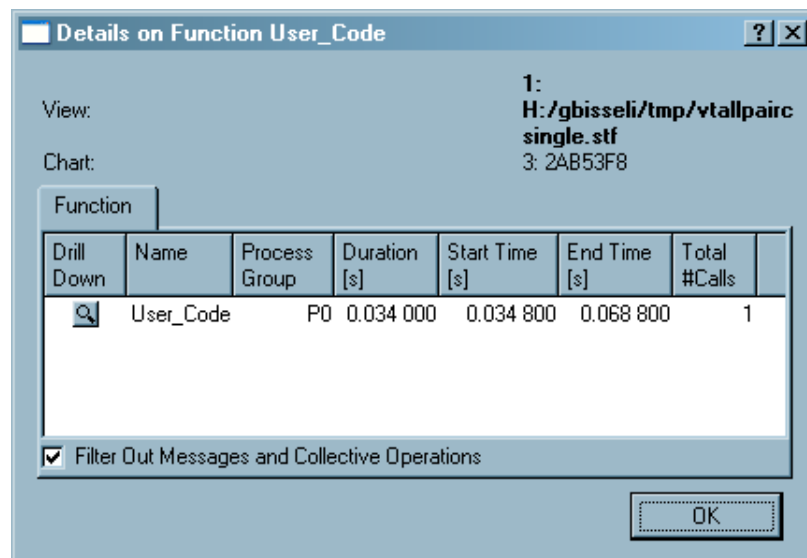 Details on Function User_Code
View:
1:
H:/gbisseli/tmp/vtallpairc
single.stf
Chart:
3: 2AB53F8
Function
Drill Down Name Process Group Duration [s] Start Time [s] End Time [s] Total #Calls
User_Code P0 0.034 000 0.034 800 0.068 800 1
Filter Out Messages and Collective Operations
OK